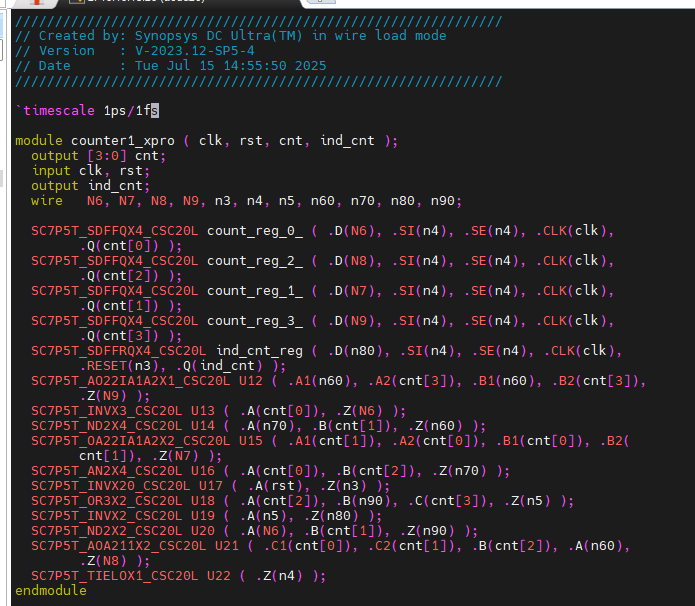 ////////////////////////////////////////////////////////////
// Created by: Synopsys DC Ultra(TM) in wire load mode
// Version   : V-2023.12-SP5-4
// Date      : Tue Jul 15 14:55:50 2025
////////////////////////////////////////////////////////////
`timescale 1ps/1fs
module counter1_xpro ( clk, rst, cnt, ind_cnt );
  output [3:0] cnt;
  input clk, rst;
  output ind_cnt;
  wire   N6, N7, N8, N9, n3, n4, n5, n60, n70, n80, n90;
  SC7P5T_SDFFQX4_CSC20L count_reg_0_ ( .D(N6), .SI(n4), .SE(n4), .CLK(clk),
        .Q(cnt[0]) );
  SC7P5T_SDFFQX4_CSC20L count_reg_2_ ( .D(N8), .SI(n4), .SE(n4), .CLK(clk),
        .Q(cnt[2]) );
  SC7P5T_SDFFQX4_CSC20L count_reg_1_ ( .D(N7), .SI(n4), .SE(n4), .CLK(clk),
        .Q(cnt[1]) );
  SC7P5T_SDFFQX4_CSC20L count_reg_3_ ( .D(N9), .SI(n4), .SE(n4), .CLK(clk),
        .Q(cnt[3]) );
  SC7P5T_SDFFRQX4_CSC20L ind_cnt_reg ( .D(n80), .SI(n4), .SE(n4), .CLK(clk),
        .RESET(n3), .Q(ind_cnt) );
  SC7P5T_AO22IA1A2X1_CSC20L U12 ( .A1(n60), .A2(cnt[3]), .B1(n60), .B2(cnt[3]),
        .Z(N9) );
  SC7P5T_INVX3_CSC20L U13 ( .A(cnt[0]), .Z(N6) );
  SC7P5T_ND2X4_CSC20L U14 ( .A(n70), .B(cnt[1]), .Z(n60) );
  SC7P5T_OA22IA1A2X2_CSC20L U15 ( .A1(cnt[1]), .A2(cnt[0]), .B1(cnt[0]), .B2(
        cnt[1]), .Z(N7) );
  SC7P5T_AN2X4_CSC20L U16 ( .A(cnt[0]), .B(cnt[2]), .Z(n70) );
  SC7P5T_INVX20_CSC20L U17 ( .A(rst), .Z(n3) );
  SC7P5T_OR3X2_CSC20L U18 ( .A(cnt[2]), .B(n90), .C(cnt[3]), .Z(n5) );
  SC7P5T_INVX2_CSC20L U19 ( .A(n5), .Z(n80) );
  SC7P5T_ND2X2_CSC20L U20 ( .A(N6), .B(cnt[1]), .Z(n90) );
  SC7P5T_AOA211X2_CSC20L U21 ( .C1(cnt[0]), .C2(cnt[1]), .B(cnt[2]), .A(n60),
        .Z(N8) );
  SC7P5T_TIELOX1_CSC20L U22 ( .Z(n4) );
endmodule